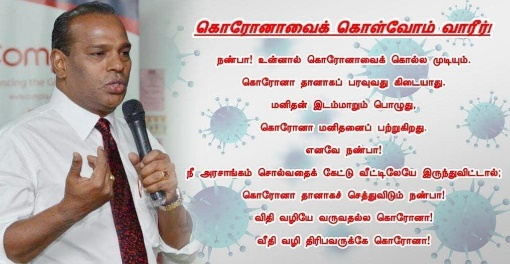 கொரோனாவைக் கொள்வோம் வாரீர்!
நண்பா! உன்னால் கொரோனாவைக் கொல்ல முடியும்.
கொரோனா தானாகப் பரவுவது கிடையாது.
மனிதன் இடம்மாறும் பொழுது,
கொரோனா மனிதனைப் பற்றுகிறது.
எனவே நண்பா!
நீ அரசாங்கம் சொல்வதைக் கேட்டு வீட்டிலேயே இருந்துவிட்டால்;
கொரோனா தானாகச் செத்துவிடும் நண்பா!
விதி வழியே வருவதல்ல கொரோனா!
வீதி வழி திரிபவருக்கே கொரோனா!